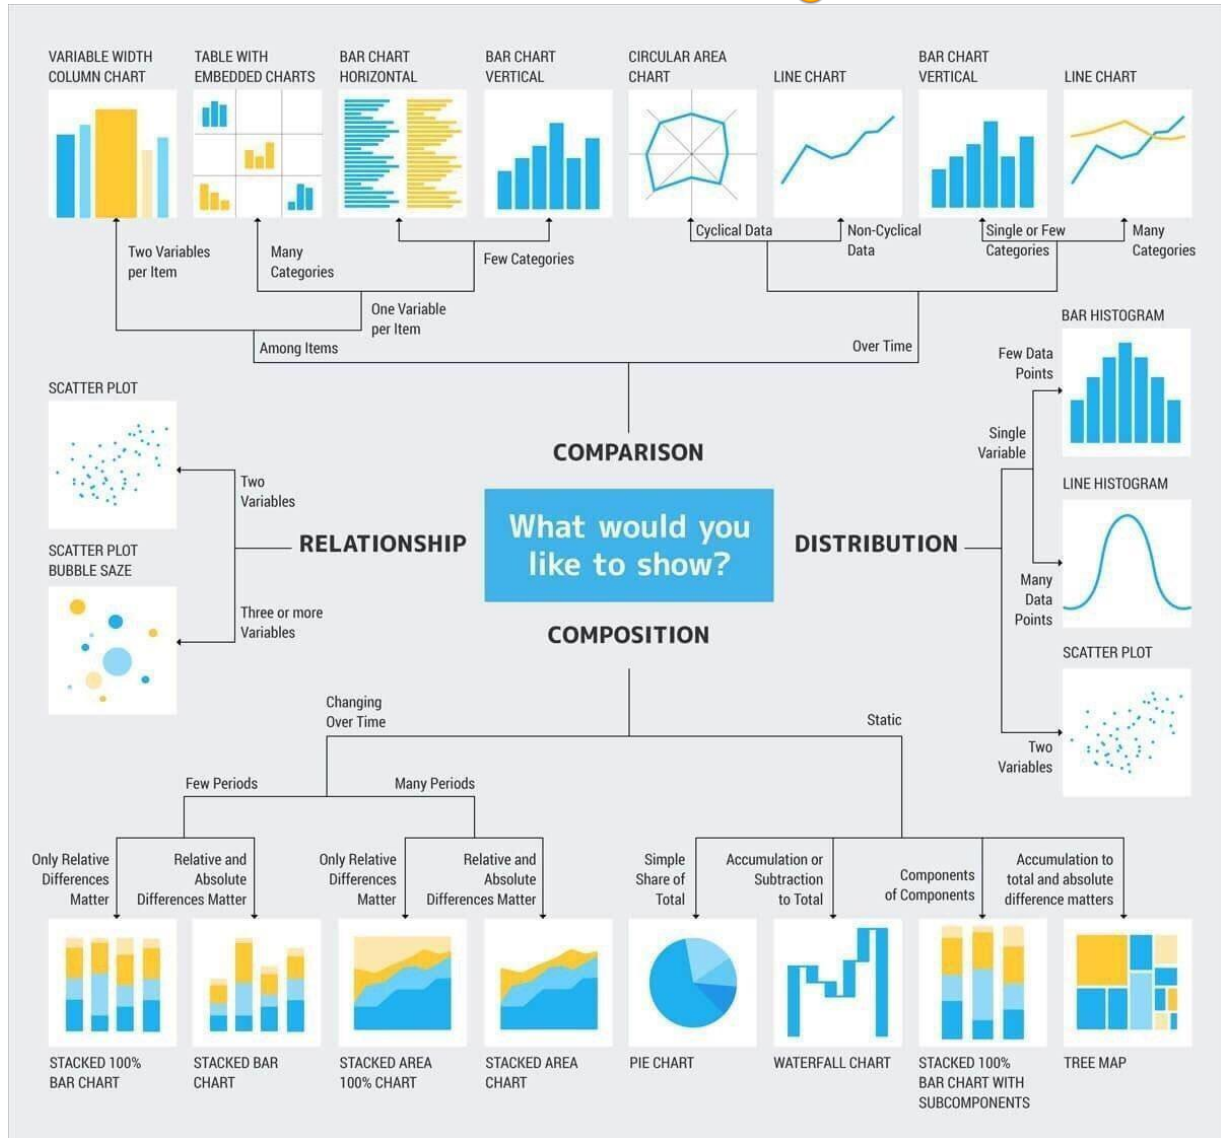 VARIABLE WIDTH
COLUMN CHART
TABLE WITH
EMBEDDED CHARTS
BAR CHART
HORIZONTAL
BAR CHART
VERTICAL
CIRCULAR AREA
CHART
LINE CHART
BAR CHART
VERTICAL
LINE CHART
Two Variables
per Item
Many
Categories
Few Categories
Cyclical Data
Non-Cyclical
Data
Single or Few
Categories
Many
Categories
One Variable
per Item
Among Items
Over Time
COMPARISON
What would you
like to show?
SCATTER PLOT
Two
Variables
RELATIONSHIP
SCATTER PLOT
BUBBLE SAZE
Three or more
Variables
DISTRIBUTION
BAR HISTOGRAM
Few Data
Points
Single
Variable
LINE HISTOGRAM
Many
Data
Points
SCATTER PLOT
Two
Variables
COMPOSITION
Changing
Over Time
Static
Few Periods
Many Periods
Only Relative
Differences
Matter
Relative and
Absolute
Differences Matter
Only Relative
Differences
Matter
Relative and
Absolute
Differences Matter
Simple
Share of
Total
Accumulation or
Subtraction
to Total
Components
of Components
Accumulation to
total and absolute
difference matters
STACKED 100%
BAR CHART
STACKED BAR
CHART
STACKED AREA
100% CHART
STACKED AREA
CHART
PIE CHART
WATERFALL CHART
STACKED 100%
BAR CHART WITH
SUBCOMPONENTS
TREE MAP